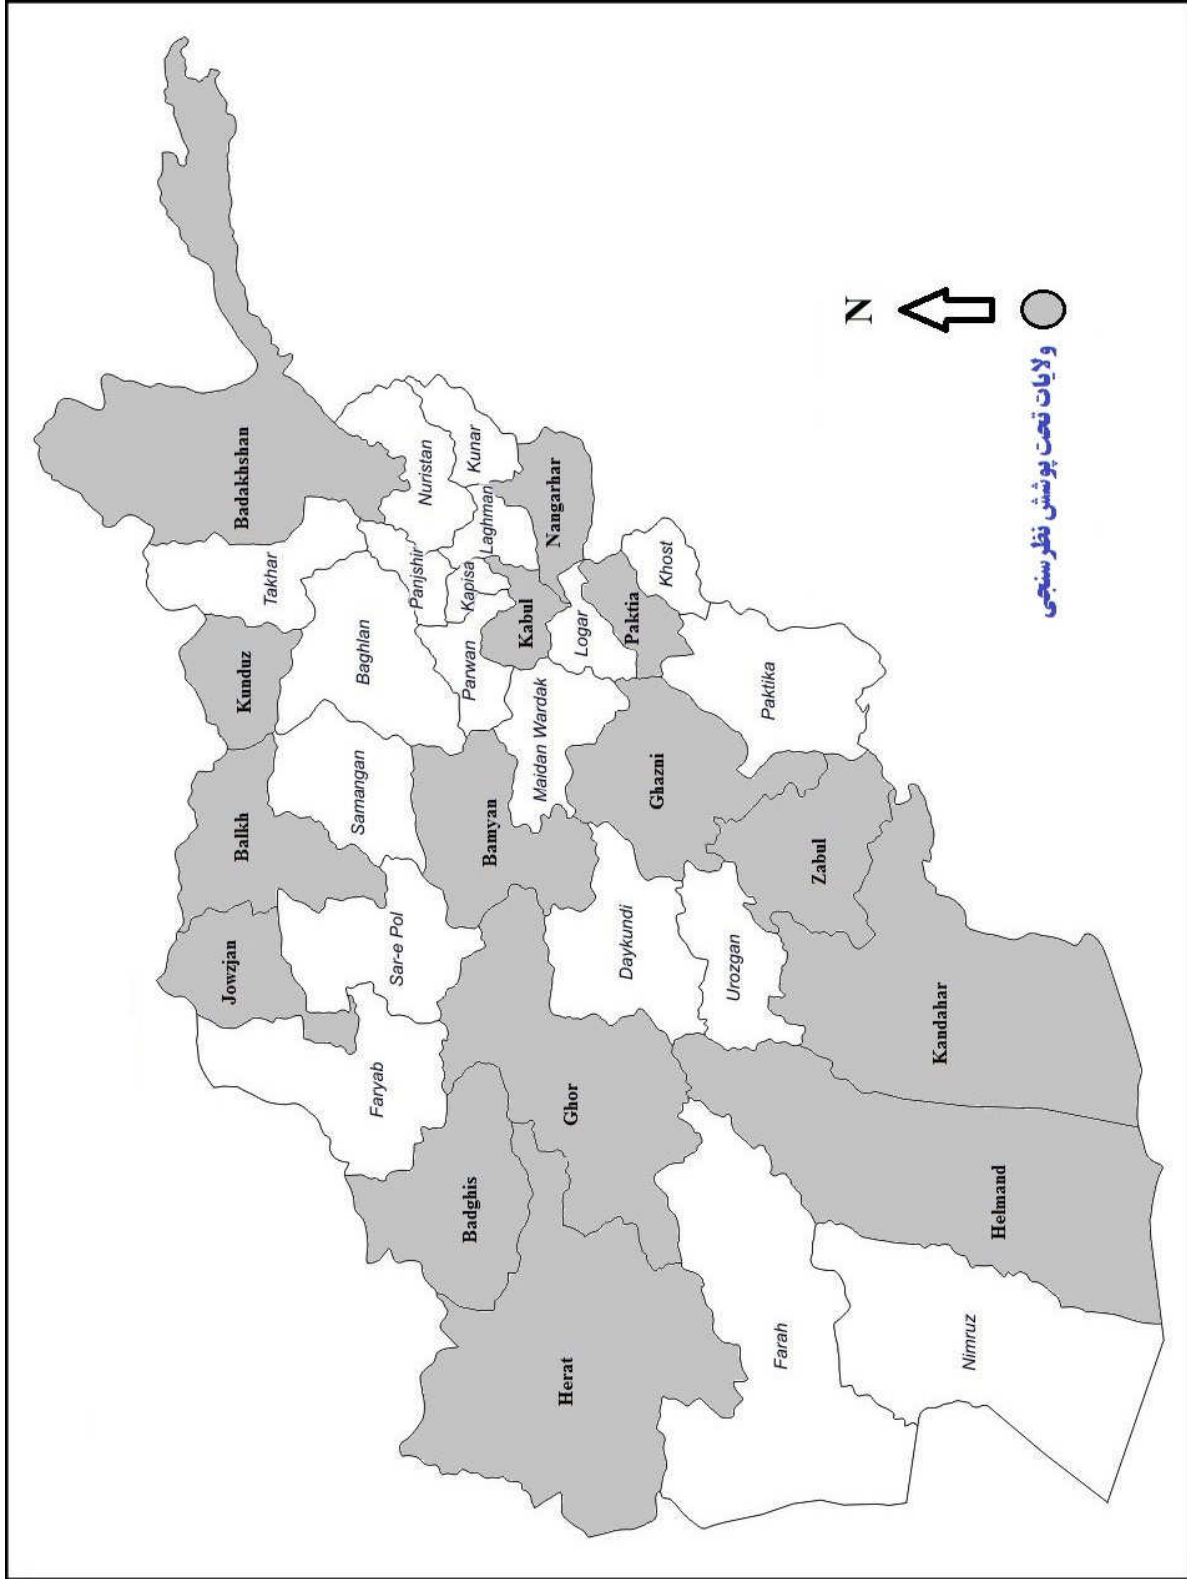 Badakhshan
Takhar
Kunduz
Balkh
Jowzjan
Baghlan
Samangan
Sar-e Pol
Faryab
Nuristan
Kunar
Laghman
Panjshir
Kapisa
Parwan
Bamyan
Badghis
Nangarhar
Kabul
Maidan Wardak
Logar
Ghor
Herat
Khost
Paktia
Ghazni
Daykundi
Paktika
Urozgan
Zabul
Farah
Kandahar
Helmand
Nimruz
N
ولایات تحت پوشش نظرسنجی